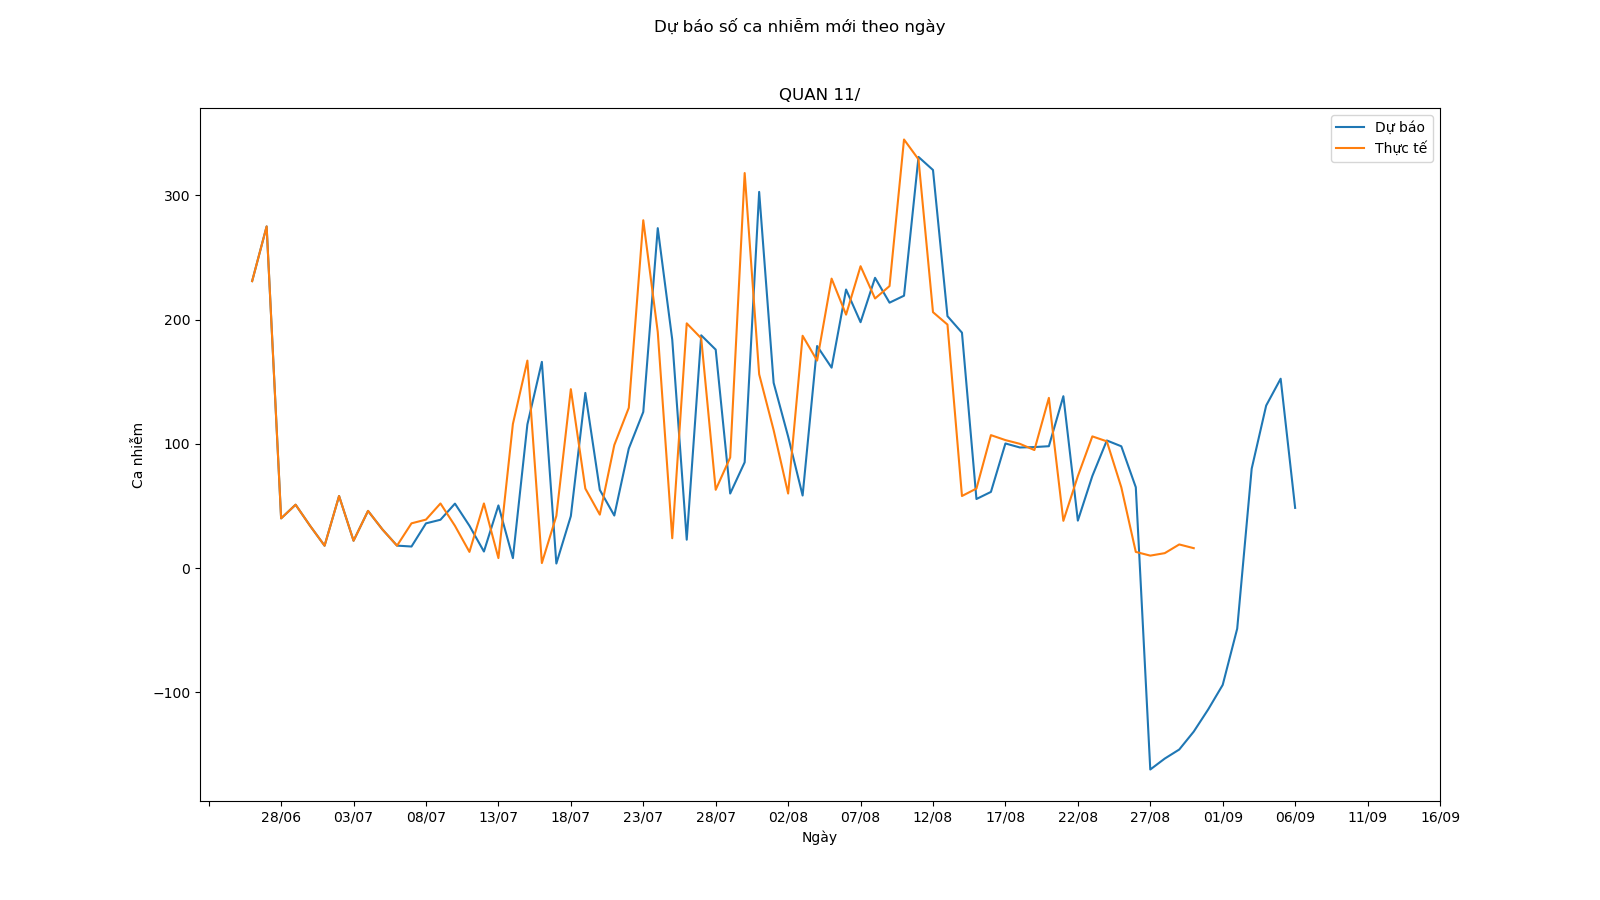 Dự báo số ca nhiễm mới theo ngày
QUAN 11/
Dự báo
Thực tế
300
200
100
0
−100
Ca nhiễm
28/06 03/07 08/07 13/07 18/07 23/07 28/07 02/08 07/08 12/08 17/08 22/08 27/08 01/09 06/09 11/09 16/09
Ngày